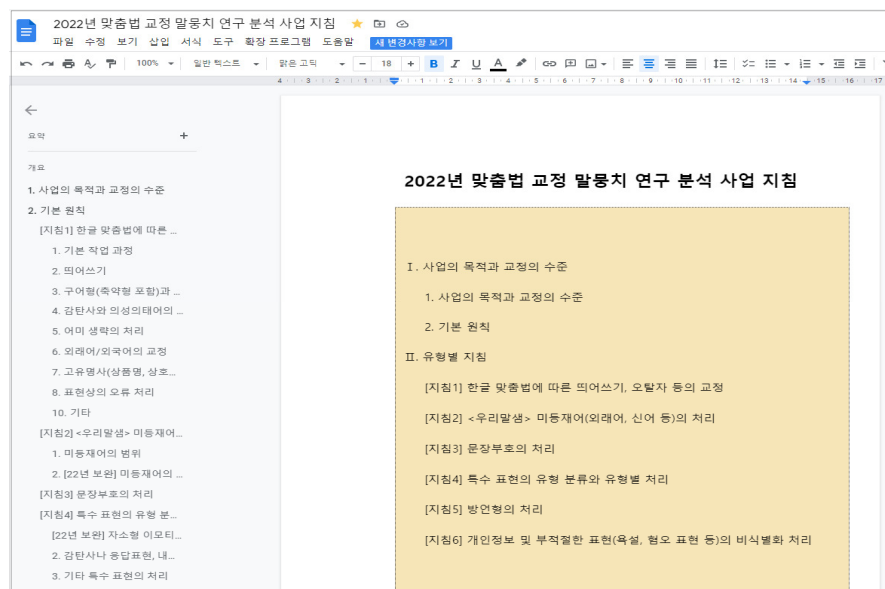 2022년 맞춤법 교정 말뭉치 연구 분석 사업 지침
파일 수정 보기 삽입 서식 도구 확장 프로그램 도움말 새 변경사항 보기
100% 일반 텍스트 맑은 고딕 − 18 + B I U A
4 3 2 1 1 2 3 4 5 6 7 8 9 10 11 12 13 14 15 16 17
요약 +
개요
1. 사업의 목적과 교정의 수준
2. 기본 원칙
[지침1] 한글 맞춤법에 따른 ...
1. 기본 작업 과정
2. 띄어쓰기
3. 구어형(축약형 포함)과 ...
4. 감탄사와 의성의태어의 ...
5. 어미 생략의 처리
6. 외래어/외국어의 교정
7. 고유명사(상품명, 상호...
8. 표현상의 오류 처리
10. 기타
[지침2] <우리말샘> 미등재어...
1. 미등재어의 범위
2. [22년 보완] 미등재어의 ...
[지침3] 문장부호의 처리
[지침4] 특수 표현의 유형 분...
[22년 보완] 자소형 이모티...
2. 감탄사나 응답표현, 내...
3. 기타 특수 표현의 처리
2022년 맞춤법 교정 말뭉치 연구 분석 사업 지침
Ⅰ. 사업의 목적과 교정의 수준
1. 사업의 목적과 교정의 수준
2. 기본 원칙
Ⅱ. 유형별 지침
[지침1] 한글 맞춤법에 따른 띄어쓰기, 오탈자 등의 교정
[지침2] <우리말샘> 미등재어(외래어, 신어 등)의 처리
[지침3] 문장부호의 처리
[지침4] 특수 표현의 유형 분류와 유형별 처리
[지침5] 방언형의 처리
[지침6] 개인정보 및 부적절한 표현(욕설, 혐오 표현 등)의 비식별화 처리